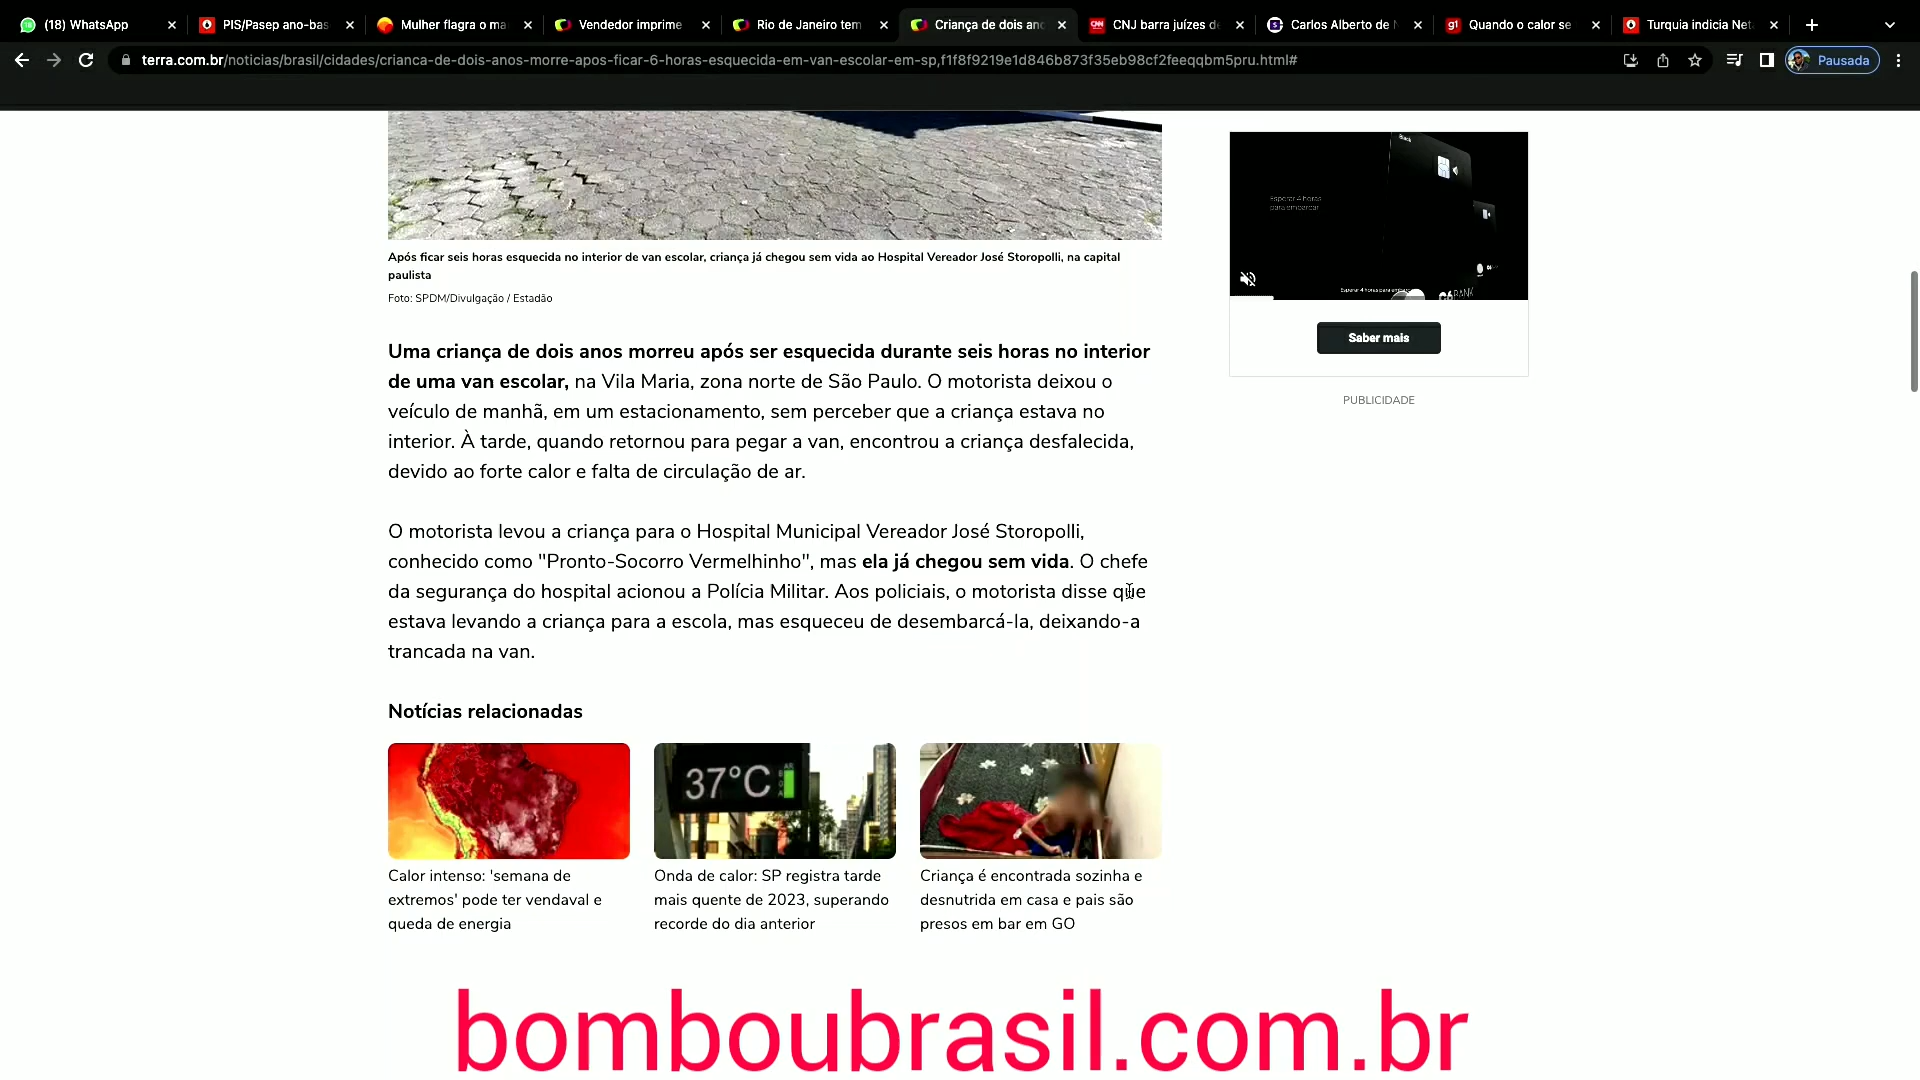 (18) WhatsApp
PIS/Pasep ano-bas
Mulher flagra o ma
Vendedor imprime
Rio de Janeiro tem
Criança de dois ano
CNJ barra juízes de
Carlos Alberto de N
Quando o calor se
Turquia indicia Net
terra.com.br/noticias/brasil/cidades/crianca-de-dois-anos-morre-apos-ficar-6-horas-esquecida-em-van-escolar-em-sp,f1f8f9219e1d846b873f35eb98cf2feeqqbm5pru.html#
Pausada
Após ficar seis horas esquecida no interior de van escolar, criança já chegou sem vida ao Hospital Vereador José Storopolli, na capital
paulista
Foto: SPDM/Divulgação / Estadão
Uma criança de dois anos morreu após ser esquecida durante seis horas no interior
de uma van escolar, na Vila Maria, zona norte de São Paulo. O motorista deixou o
veículo de manhã, em um estacionamento, sem perceber que a criança estava no
interior. À tarde, quando retornou para pegar a van, encontrou a criança desfalecida,
devido ao forte calor e falta de circulação de ar.
O motorista levou a criança para o Hospital Municipal Vereador José Storopolli,
conhecido como "Pronto-Socorro Vermelhinho", mas ela já chegou sem vida. O chefe
da segurança do hospital acionou a Polícia Militar. Aos policiais, o motorista disse que
estava levando a criança para a escola, mas esqueceu de desembarcá-la, deixando-a
trancada na van.
Notícias relacionadas
37°C
Calor intenso: 'semana de
extremos' pode ter vendaval e
queda de energia
Onda de calor: SP registra tarde
mais quente de 2023, superando
recorde do dia anterior
Criança é encontrada sozinha e
desnutrida em casa e pais são
presos em bar em GO
Black
Esperar 4 horas
para embarcar
BANK
Saber mais
PUBLICIDADE
bomboubrasil.com.br